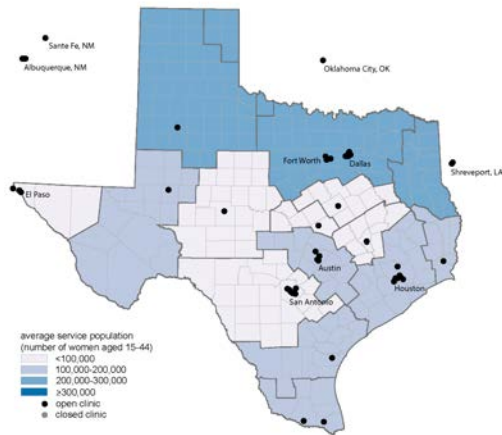 Sante Fe, NM
Albuquerque, NM
Oklahoma City, OK
Fort Worth
Dallas
Shreveport, LA
El Paso
Austin
Houston
San Antonio
average service population
(number of women aged 15-44)
<100,000
100,000-200,000
200,000-300,000
≥300,000
open clinic
closed clinic